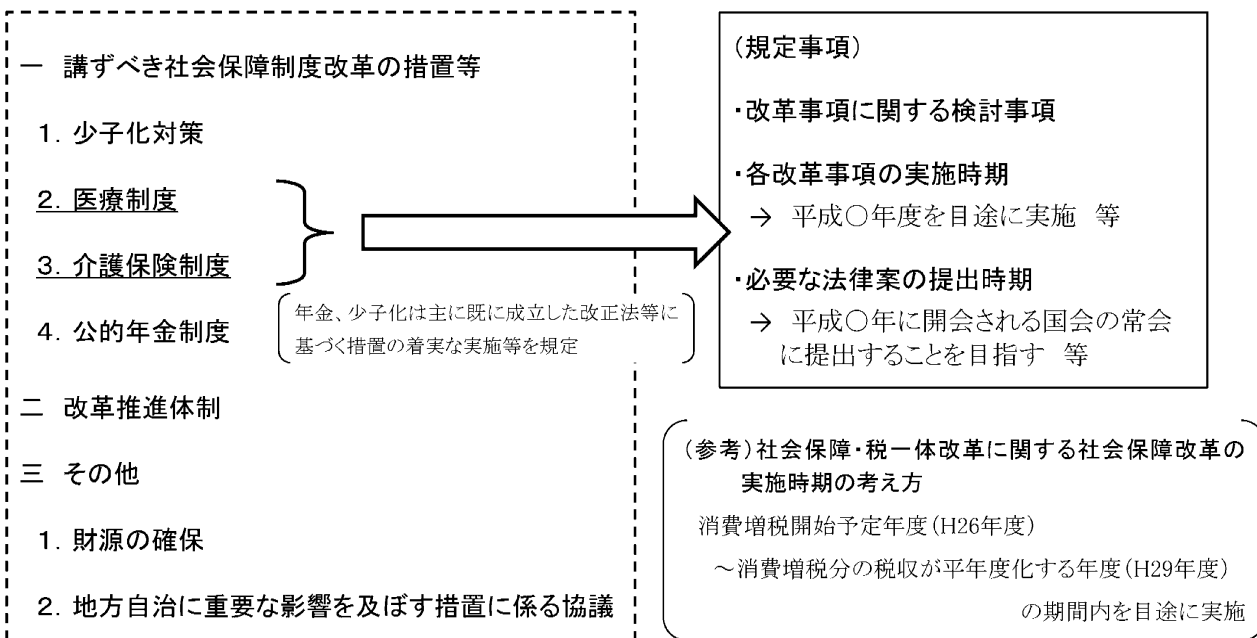 一　講ずべき社会保障制度改革の措置等
1．少子化対策
2．医療制度
3．介護保険制度
4．公的年金制度
年金、少子化は主に既に成立した改正法等に
基づく措置の着実な実施等を規定
二　改革推進体制
三　その他
1．財源の確保
2．地方自治に重要な影響を及ぼす措置に係る協議
（規定事項）
・改革事項に関する検討事項
・各改革事項の実施時期
→　平成〇年度を目途に実施　等
・必要な法律案の提出時期
→　平成〇年に開会される国会の常会
に提出することを目指す　等
（参考）社会保障・税一体改革に関する社会保障改革の
実施時期の考え方
消費増税開始予定年度（H26年度）
～消費増税分の税収が平年度化する年度（H29年度）
の期間内を目途に実施